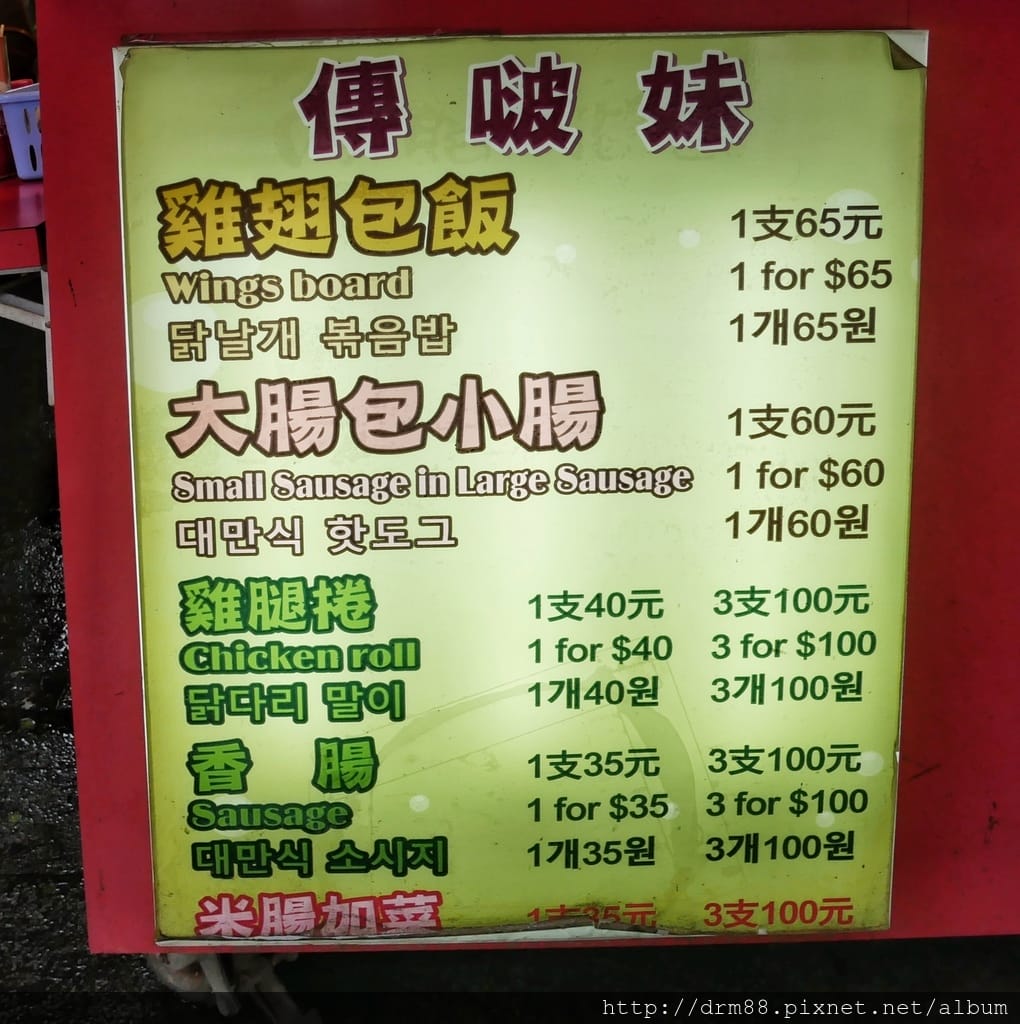 傳啵妹
雞翅包飯
1支65元
Wings board
1 for $65
닭날개 볶음밥
1개65원
大腸包小腸
1支60元
Small Sausage in Large Sausage
1 for $60
대만식 핫도그
1개60원
雞腿捲 1支40元 3支100元
Chicken roll 1 for $40 3 for $100
닭다리 말이 1개40원 3개100원
香腸 1支35元 3支100元
Sausage 1 for $35 3 for $100
대만식 소시지 1개35원 3개100원
米腸加菜 1支35元 3支100元
http://drm88.pixnet.net/album